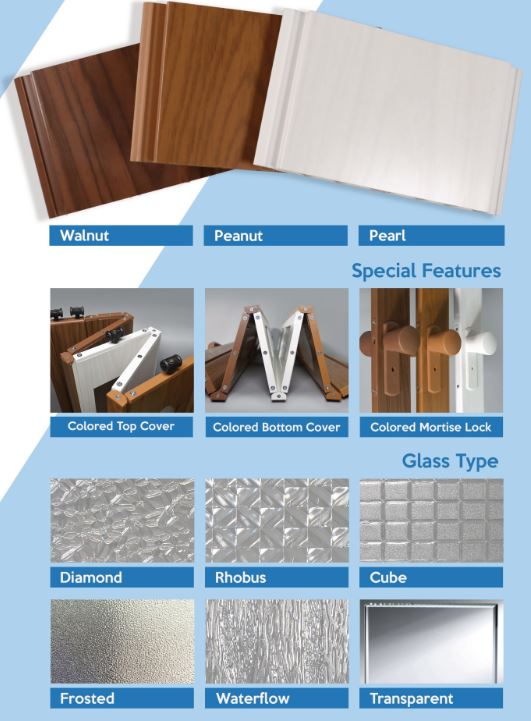 Walnut
Peanut
Pearl
Special Features
Colored Top Cover
Colored Bottom Cover
Colored Mortise Lock
Glass Type
Diamond
Rhobus
Cube
Frosted
Waterflow
Transparent